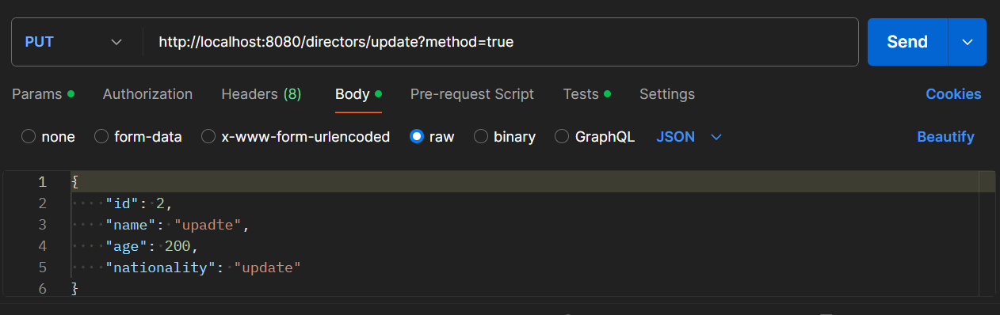 PUT http://localhost:8080/directors/update?method=true Send
Params Authorization Headers (8) Body Pre-request Script Tests Settings Cookies
none form-data x-www-form-urlencoded raw binary GraphQL JSON Beautify
1 {
2 "id": 2,
3 "name": "upadte",
4 "age": 200,
5 "nationality": "update"
6 }